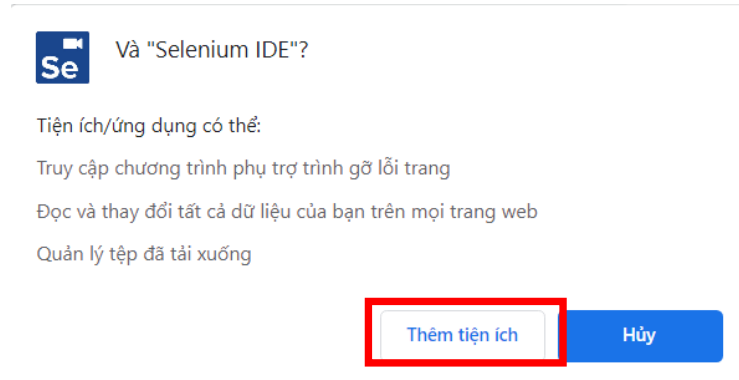 Se
Và "Selenium IDE"?
Tiện ích/ứng dụng có thể:
Truy cập chương trình phụ trợ trình gỡ lỗi trang
Đọc và thay đổi tất cả dữ liệu của bạn trên mọi trang web
Quản lý tệp đã tải xuống
Thêm tiện ích
Hủy